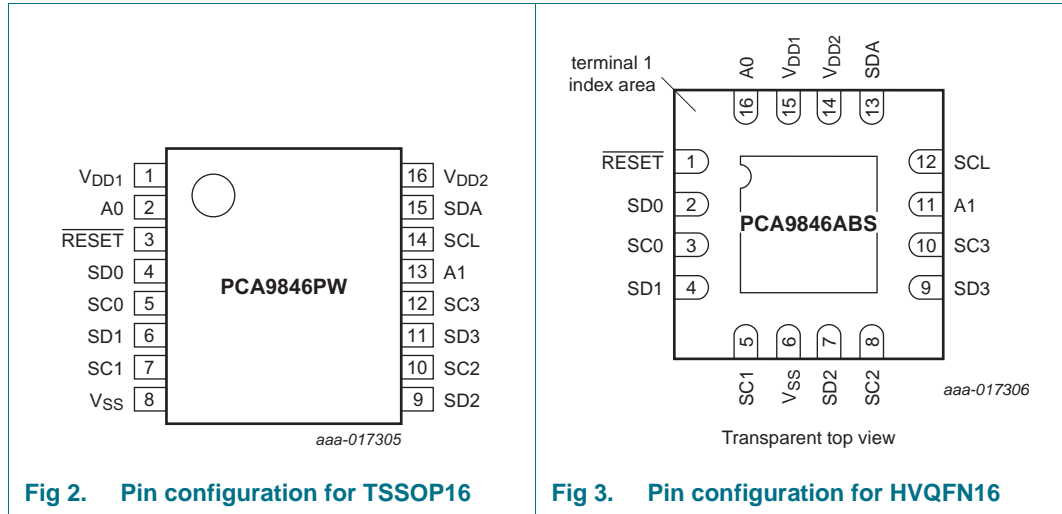 VDD1 1
A0 2
RESET 3
SD0 4
SC0 5
SD1 6
SC1 7
VSS 8
PCA9846PW
16 VDD2
15 SDA
14 SCL
13 A1
12 SC3
11 SD3
10 SC2
9 SD2
aaa-017305
Fig 2. Pin configuration for TSSOP16
terminal 1
index area
A0 VDD1 VDD2 SDA
16 15 14 13
RESET 1
SD0 2
SC0 3
SD1 4
PCA9846ABS
12 SCL
11 A1
10 SC3
9 SD3
5 6 7 8
SC1 VSS SD2 SC2
aaa-017306
Transparent top view
Fig 3. Pin configuration for HVQFN16